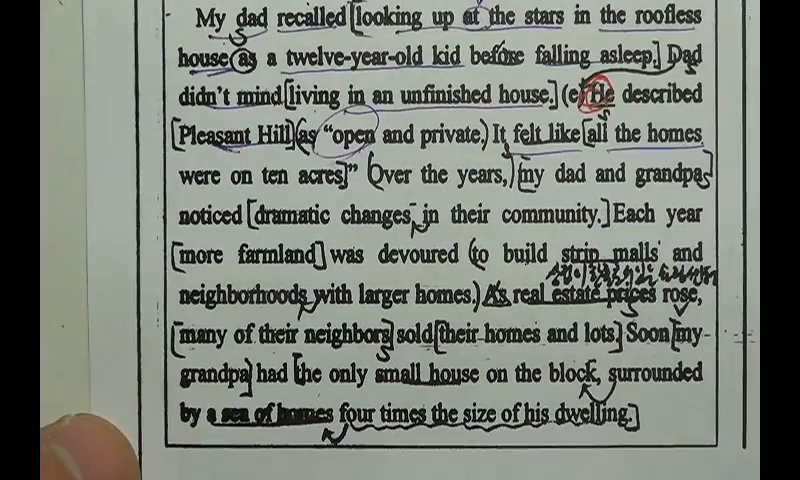 My dad recalled [looking up at the stars in the roofless
house as a twelve-year-old kid before falling asleep.] Dad
didn't mind [living in an unfinished house.] (e) He described
[Pleasant Hill] (as "open and private.) It felt like [all the homes
were on ten acres]" (Over the years,) [my dad and grandpa]
noticed [dramatic changes in their community.] Each year
[more farmland] was devoured (to build strip malls and
neighborhoods with larger homes.) As real estate prices rose,
[many of their neighbors] sold [their homes and lots.] Soon [my
grandpa] had [the only small house on the block, surrounded
by a sea of homes four times the size of his dwelling.]